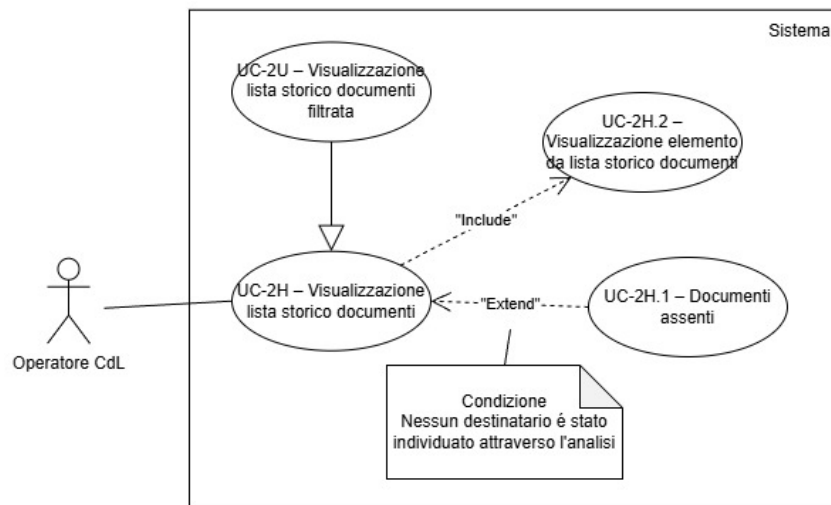 Sistema
UC-2U – Visualizzazione
lista storico documenti
filtrata
UC-2H.2 –
Visualizzazione elemento
da lista storico documenti
"Include"
UC-2H – Visualizzazione
lista storico documenti
"Extend"
UC-2H.1 – Documenti
assenti
Operatore CdL
Condizione
Nessun destinatario é stato
individuato attraverso l'analisi